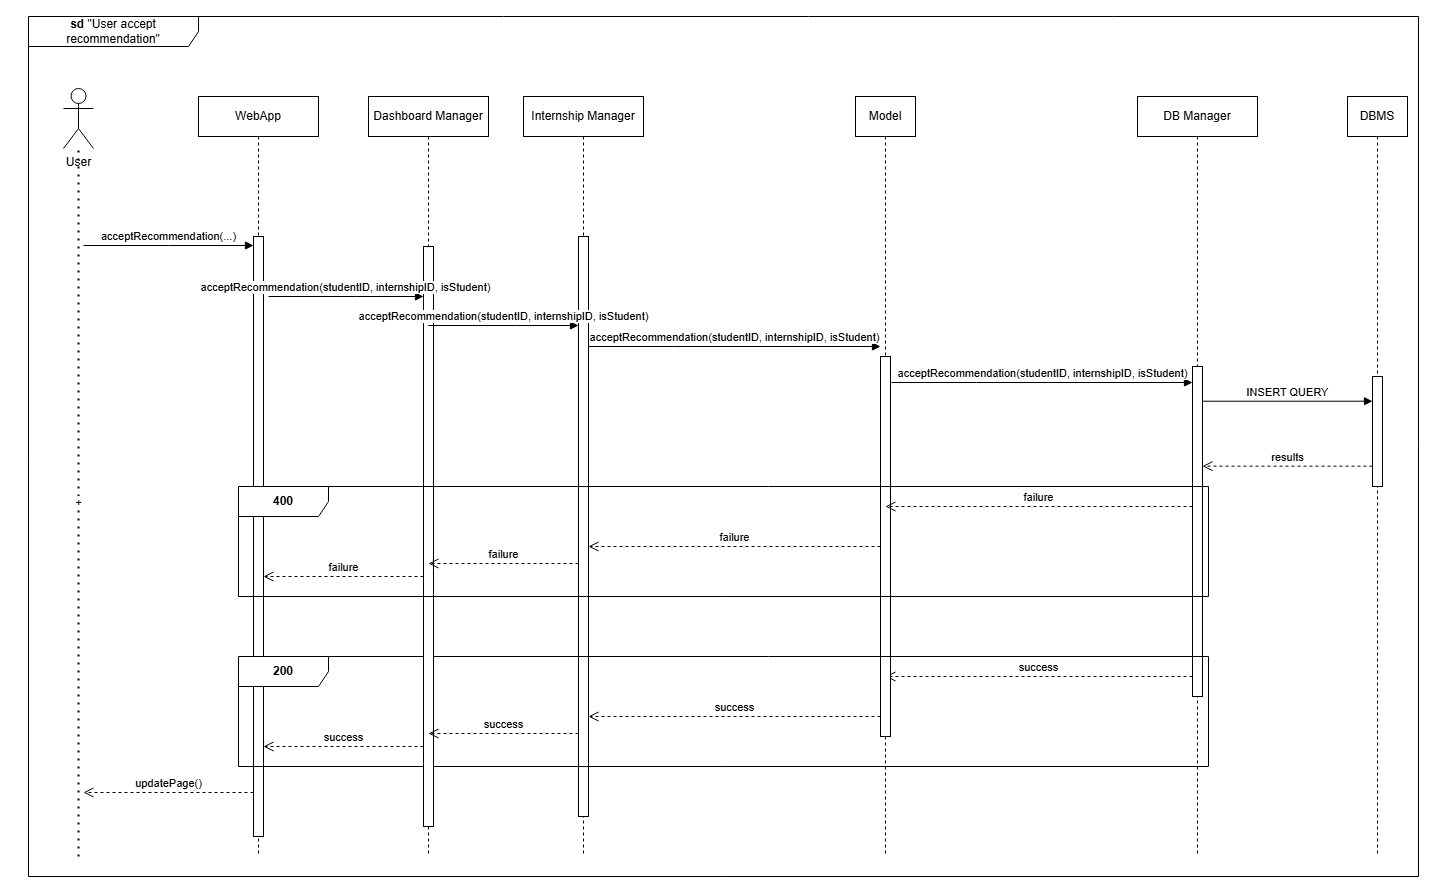 sd "User accept
recommendation"
User
WebApp
Dashboard Manager
Internship Manager
Model
DB Manager
DBMS
acceptRecommendation(...)
acceptRecommendation(studentID, internshipID, isStudent)
acceptRecommendation(studentID, internshipID, isStudent)
acceptRecommendation(studentID, internshipID, isStudent)
acceptRecommendation(studentID, internshipID, isStudent)
INSERT QUERY
results
400
failure
failure
failure
failure
200
success
success
success
success
updatePage()